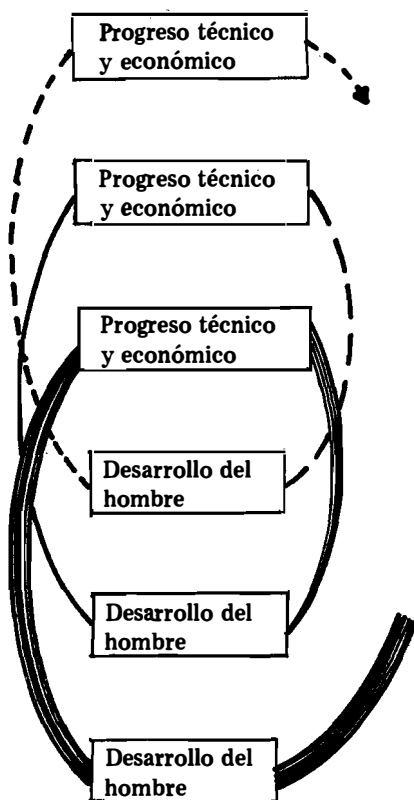 Progreso técnico
y económico
Progreso técnico
y económico
Progreso técnico
y económico
Desarrollo del
hombre
Desarrollo del
hombre
Desarrollo del
hombre